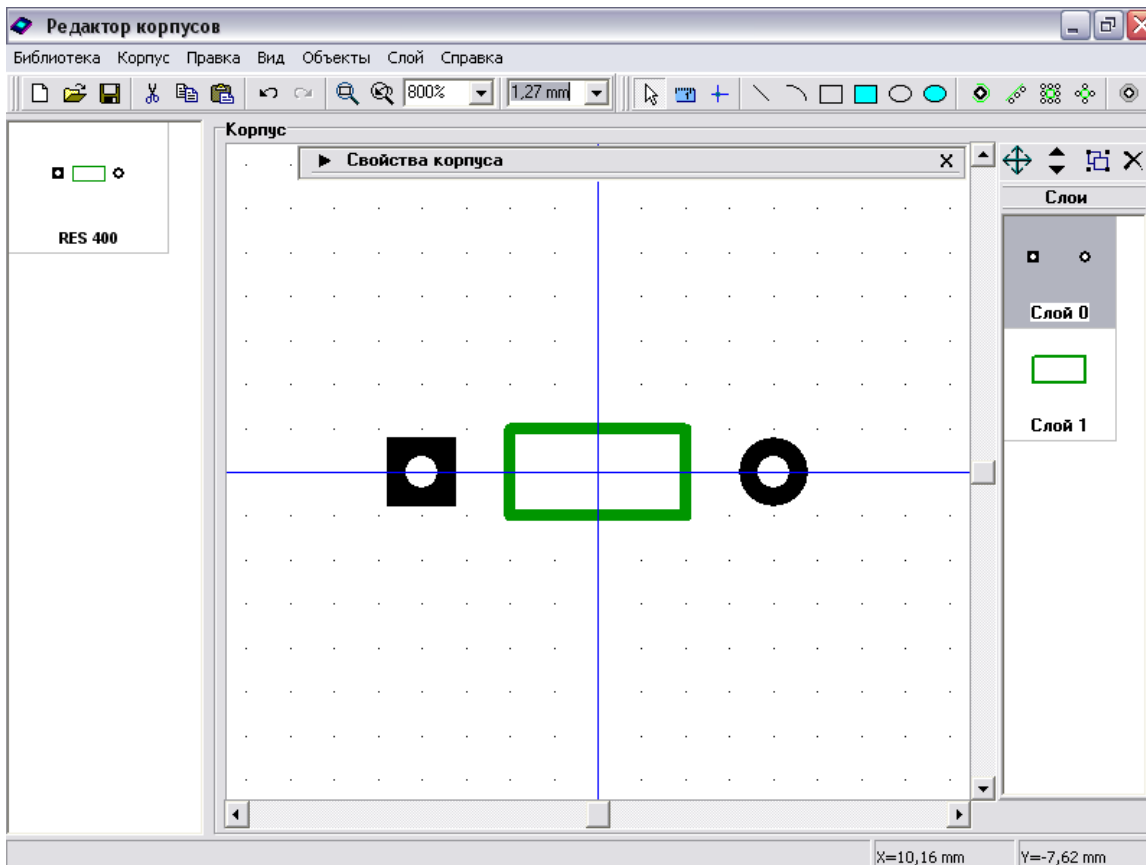 Редактор корпусов
Библиотека Корпус Правка Вид Объекты Слой Справка
800% 1,27 mm
Корпус
Свойства корпуса X
RES 400
Слои
Слой 0
Слой 1
X=10,16 mm Y=-7,62 mm